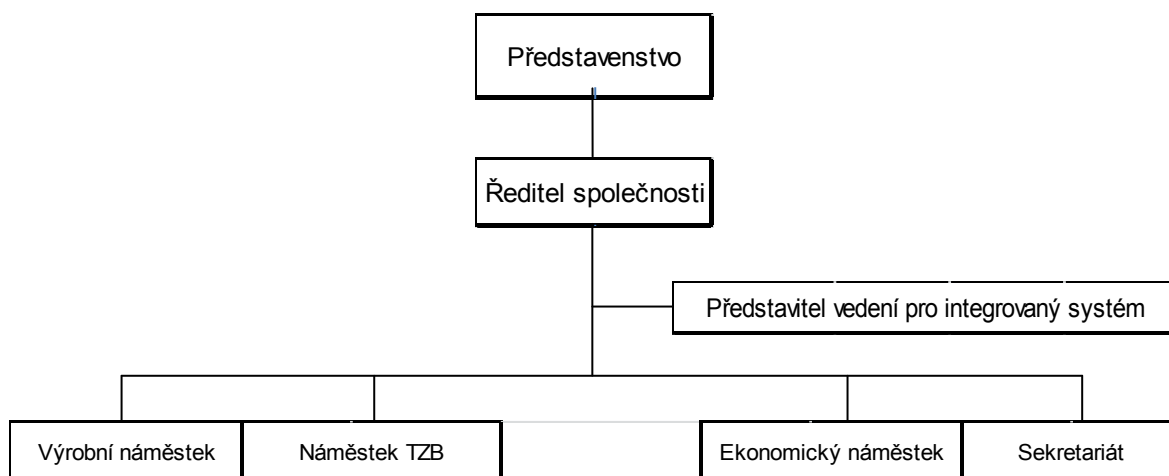 Představenstvo
Ředitel společnosti
Představitel vedení pro integrovaný systém
Výrobní náměstek
Náměstek TZB
Ekonomický náměstek
Sekretariát